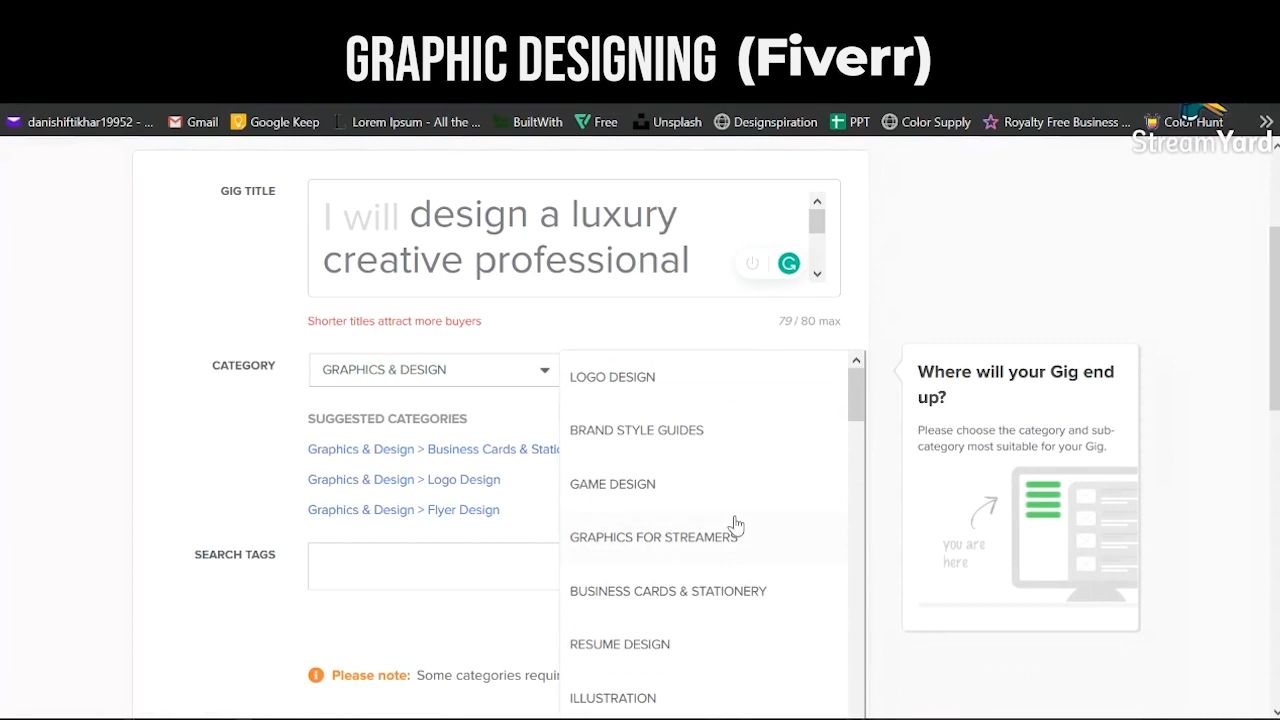 GRAPHIC DESIGNING (Fiverr)
danishiftikhar19952 - ...
Gmail
Google Keep
Lorem Ipsum - All the ...
BuiltWith
Free
Unsplash
Designspiration
PPT
Color Supply
Royalty Free Business ...
Color Hunt
StreamYard
GIG TITLE
I will design a luxury
creative professional
Shorter titles attract more buyers
79 / 80 max
CATEGORY
GRAPHICS & DESIGN
SUGGESTED CATEGORIES
Graphics & Design > Business Cards & Statio
Graphics & Design > Logo Design
Graphics & Design > Flyer Design
SEARCH TAGS
Please note: Some categories requi
LOGO DESIGN
BRAND STYLE GUIDES
GAME DESIGN
GRAPHICS FOR STREAMERS
BUSINESS CARDS & STATIONERY
RESUME DESIGN
ILLUSTRATION
Where will your Gig end
up?
Please choose the category and sub-
category most suitable for your Gig.
you are
here